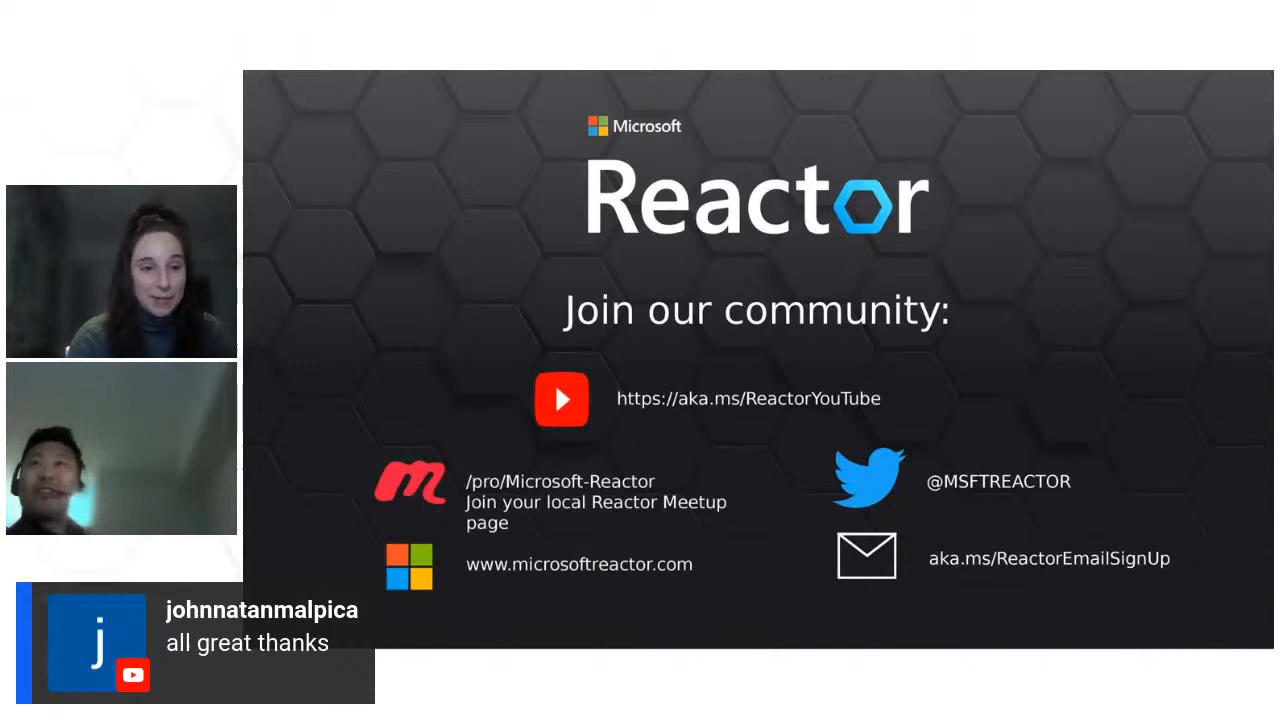 Microsoft
Reactor
Join our community:
https://aka.ms/ReactorYouTube
/pro/Microsoft-Reactor
Join your local Reactor Meetup
page
@MSFTREACTOR
www.microsoftreactor.com
aka.ms/ReactorEmailSignUp
j
johnnatanmalpica
all great thanks